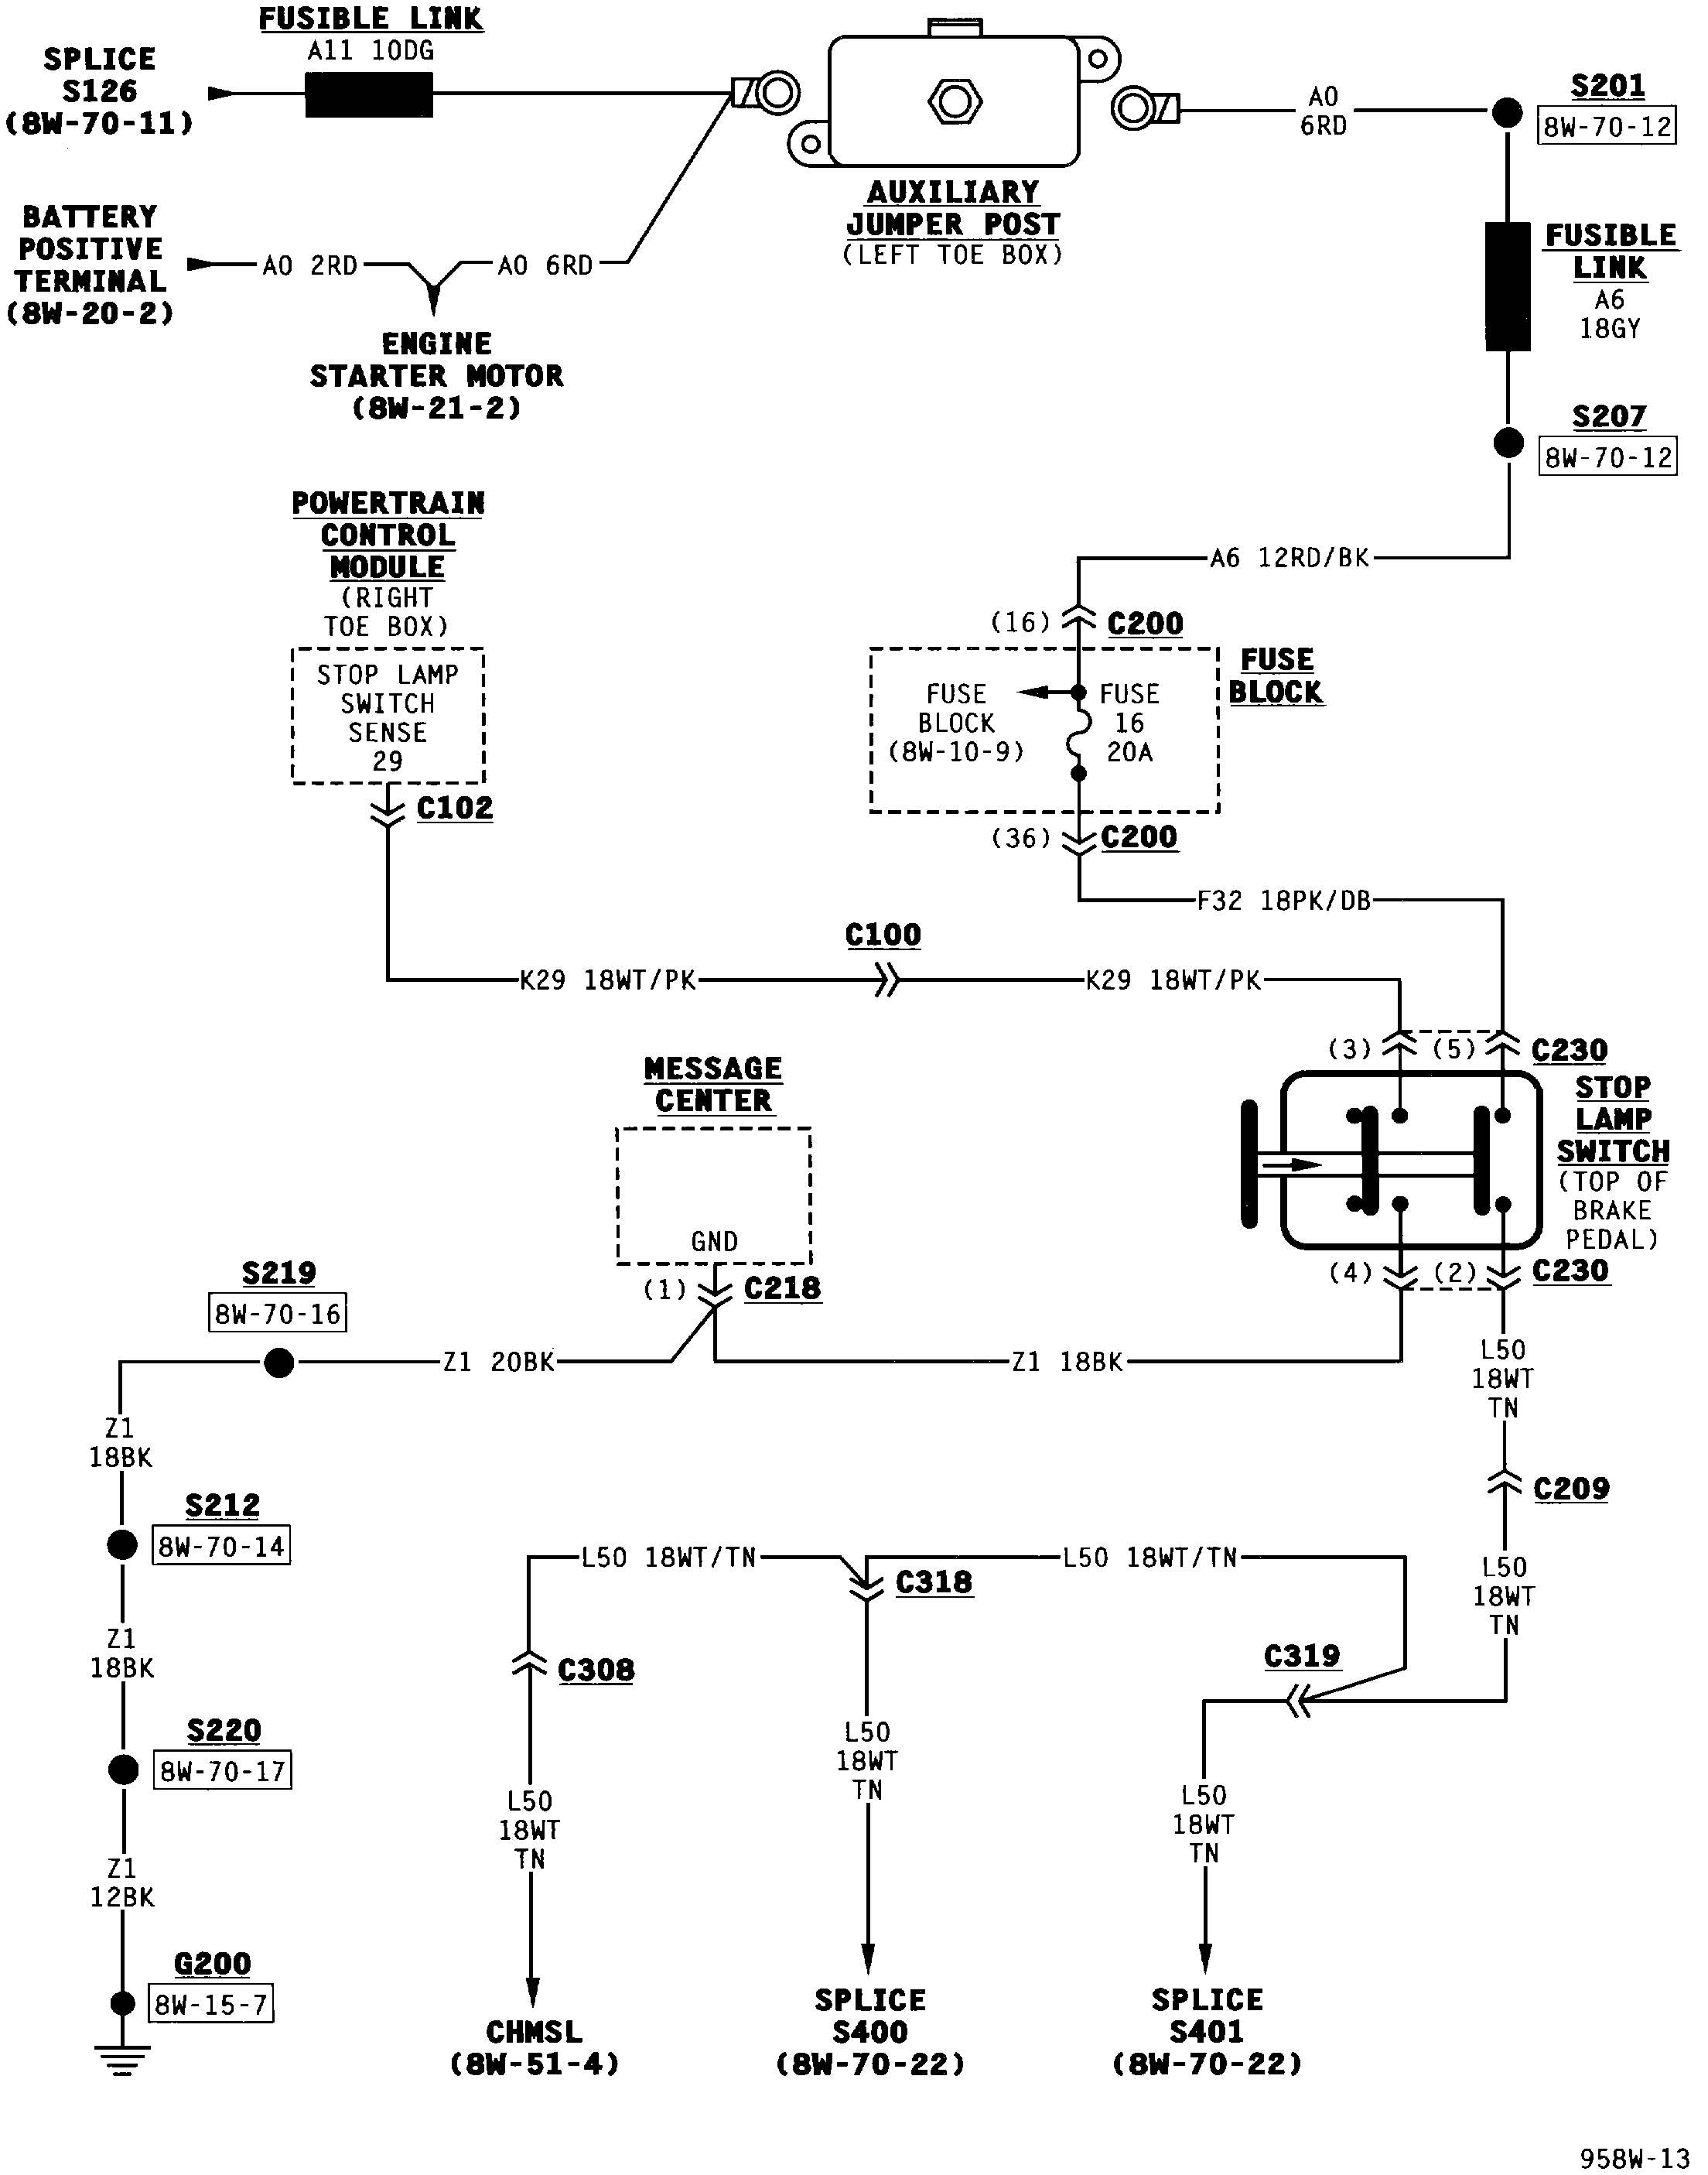 FUSIBLE LINK
A11 10DG
SPLICE
S126
(8W-70-11)
BATTERY
POSITIVE
TERMINAL
(8W-20-2)
A0 2RD
A0 6RD
ENGINE
STARTER MOTOR
(8W-21-2)
AUXILIARY
JUMPER POST
(LEFT TOE BOX)
A0
6RD
S201
8W-70-12
FUSIBLE
LINK
A6
18GY
S207
8W-70-12
A6 12RD/BK
POWERTRAIN
CONTROL
MODULE
(RIGHT
TOE BOX)
STOP LAMP
SWITCH
SENSE
29
C102
(16)
C200
FUSE
BLOCK
FUSE
BLOCK
(8W-10-9)
FUSE
16
20A
(36)
C200
F32 18PK/DB
C100
K29 18WT/PK
K29 18WT/PK
(3)
(5)
C230
STOP
LAMP
SWITCH
(TOP OF
BRAKE
PEDAL)
(4)
(2)
C230
MESSAGE
CENTER
GND
(1)
C218
S219
8W-70-16
Z1 20BK
Z1 18BK
L50
18WT
TN
C209
Z1
18BK
S212
8W-70-14
Z1
18BK
S220
8W-70-17
Z1
12BK
G200
8W-15-7
L50 18WT/TN
L50 18WT/TN
C318
L50
18WT
TN
C308
C319
L50
18WT
TN
L50
18WT
TN
L50
18WT
TN
CHMSL
(8W-51-4)
SPLICE
S400
(8W-70-22)
SPLICE
S401
(8W-70-22)
958W-13